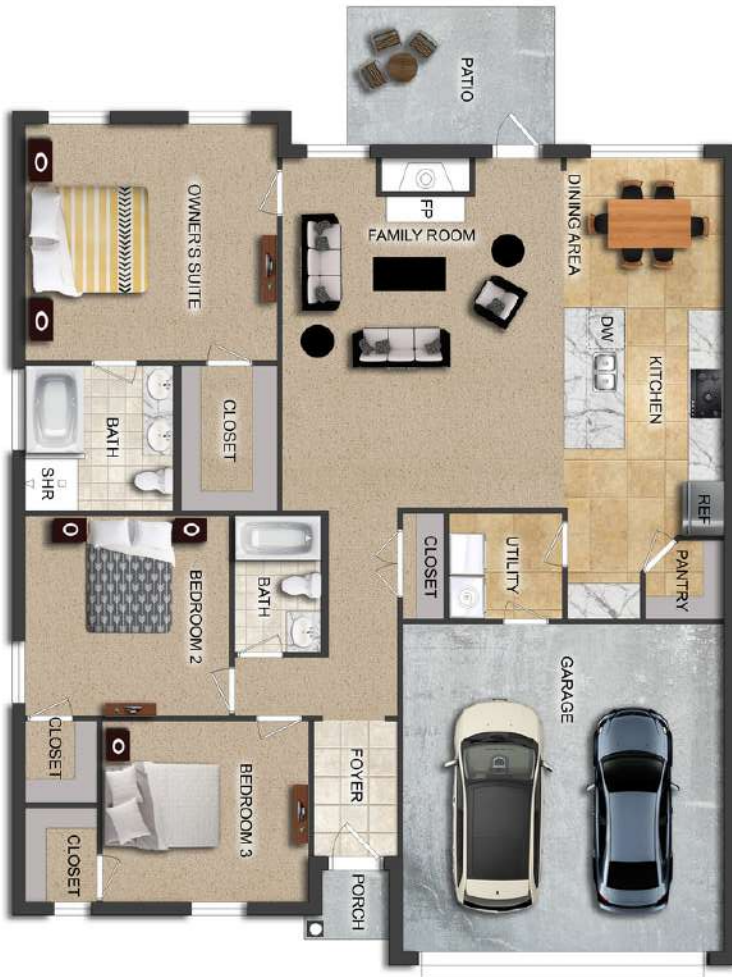 PATIO
OWNER'S SUITE
FP
FAMILY ROOM
DINING AREA
DW
KITCHEN
BATH
CLOSET
SHR
REF
BEDROOM 2
BATH
CLOSET
UTILITY
PANTRY
GARAGE
CLOSET
BEDROOM 3
FOYER
CLOSET
PORCH